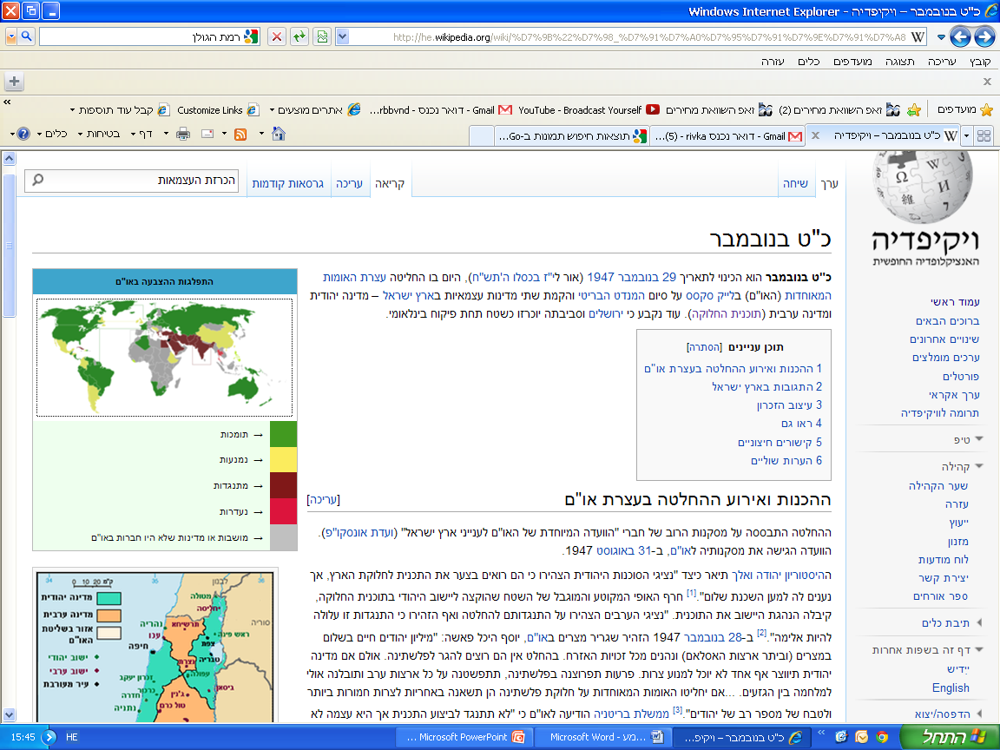 כ"ט בנובמבר – ויקיפדיה - Windows Internet Explorer
http://he.wikipedia.org/wiki/%D7%9B%22%D7%98_%D7%91%D7%A0%D7%95%D7%91%D7%9E%D7%91%D7%A8
רמת הגולן
קובץ עריכה תצוגה מועדפים כלים עזרה
מועדפים
זאפ השוואת מחירים (2)
זאפ השוואת מחירים
YouTube - Broadcast Yourself
Gmail - דואר נכנס - rbbvnd...
אתרים מוצעים
Customize Links
קבל עוד תוספות
כ"ט בנובמבר – ויקיפדיה
Gmail - דואר נכנס (5) - rivka...
תוצאות חיפוש תמונות ב-Go...
דף בטיחות כלים
ויקיפדיה
האנציקלופדיה החופשית
ערך שיחה
קריאה עריכה גרסאות קודמות
הכרזת העצמאות
כ"ט בנובמבר
כ"ט בנובמבר הוא הכינוי לתאריך 29 בנובמבר 1947 (אור לי"ז בכסלו ה'תש"ח), היום בו החליטה עצרת האומות
המאוחדות (האו"ם) בלייק סקסס על סיום המנדט הבריטי והקמת שתי מדינות עצמאיות בארץ ישראל – מדינה יהודית
ומדינה ערבית (תוכנית החלוקה). עוד נקבע כי ירושלים וסביבתה יוכרזו כשטח תחת פיקוח בינלאומי.
תוכן עניינים [הסתרה]
1 ההכנות ואירוע ההחלטה בעצרת או"ם
2 התגובות בארץ ישראל
3 עיצוב הזכרון
4 ראו גם
5 קישורים חיצוניים
6 הערות שוליים
ההכנות ואירוע ההחלטה בעצרת או"ם [עריכה]
ההחלטה התבססה על מסקנות הרוב של חברי "הוועדה המיוחדת של האו"ם לענייני ארץ ישראל" (ועדת אונסקו"פ).
הוועדה הגישה את מסקנותיה לאו"ם, ב-31 באוגוסט 1947.
ההיסטוריון יהודה ואלך תיאר כיצד "נציגי הסוכנות היהודית הצהירו כי הם רואים בצער את התכנית לחלוקת הארץ, אך
נענים לה למען השכנת שלום".[1] חרף האופי המקוטע והמוגבל של השטח שהוקצה ליישוב היהודי בתוכנית החלוקה,
קיבלה הנהגת היישוב את התוכנית. "נציגי הערבים הצהירו על התנגדותם להחלטה ואף הזהירו כי התנגדות זו עלולה
להיות אלימה".[2] ב-28 בנובמבר 1947 הזהיר שגריר מצרים באו"ם, יוסף היכל פאשה: "מיליון יהודים חיים בשלום
במצרים (וביתר ארצות האסלאם) ונהנים מכל זכויות האזרח. בהחלט אין הם רוצים להגר לפלשתינה. אולם אם מדינה
יהודית תיווצר אף אחד לא יוכל למנוע צרות. פרעות תפרוצנה בפלשתינה, תתפשטנה על כל ארצות ערב ותובלנה אולי
למלחמה בין הגזעים. ...אם יחליטו האומות המאוחדות על חלוקת פלשתינה הן תשאנה באחריות לצרות חמורות ביותר
ולטבח של מספר רב של יהודים".[3] ממשלת בריטניה הודיעה לאו"ם כי "לא תתנגד לביצוע התכנית אך היא עצמה לא
התפלגות ההצבעה באו"ם
→ תומכות
→ נמנעות
→ מתנגדות
→ נעדרות
→ מושבות או מדינות שלא היו חברות באו"ם
34 35 36
0 10 20 ק"מ
מדינה יהודית
מדינה ערבית
אזור בשליטת
האו"ם
ישוב יהודי
ישוב ערבי
עיר מעורבת
לבנון
סוריה
מטולה
יחליסה
נהריה
תרשיחא
עכו
ראש פינה
צפת
חיפה
טבריה
נצרת
עפולה
זכרון יעקב
כרכור
חדרה
ביסאן
ג'נין
נתניה
טול כרם
עמוד ראשי
ברוכים הבאים
שינויים אחרונים
ערכים מומלצים
פורטלים
ערך אקראי
תרומה לוויקיפדיה
טיפ
קהילה
שער הקהילה
עזרה
ייעוץ
מזנון
לוח מודעות
יצירת קשר
ספר אורחים
תיבת כלים
דף זה בשפות אחרות
ייִדיש
English
הדפסה/יצוא
התחל
כ"ט בנובמבר – ויקיפ...
מע... - Microsoft Word
Microsoft PowerPoint ...
HE
15:45